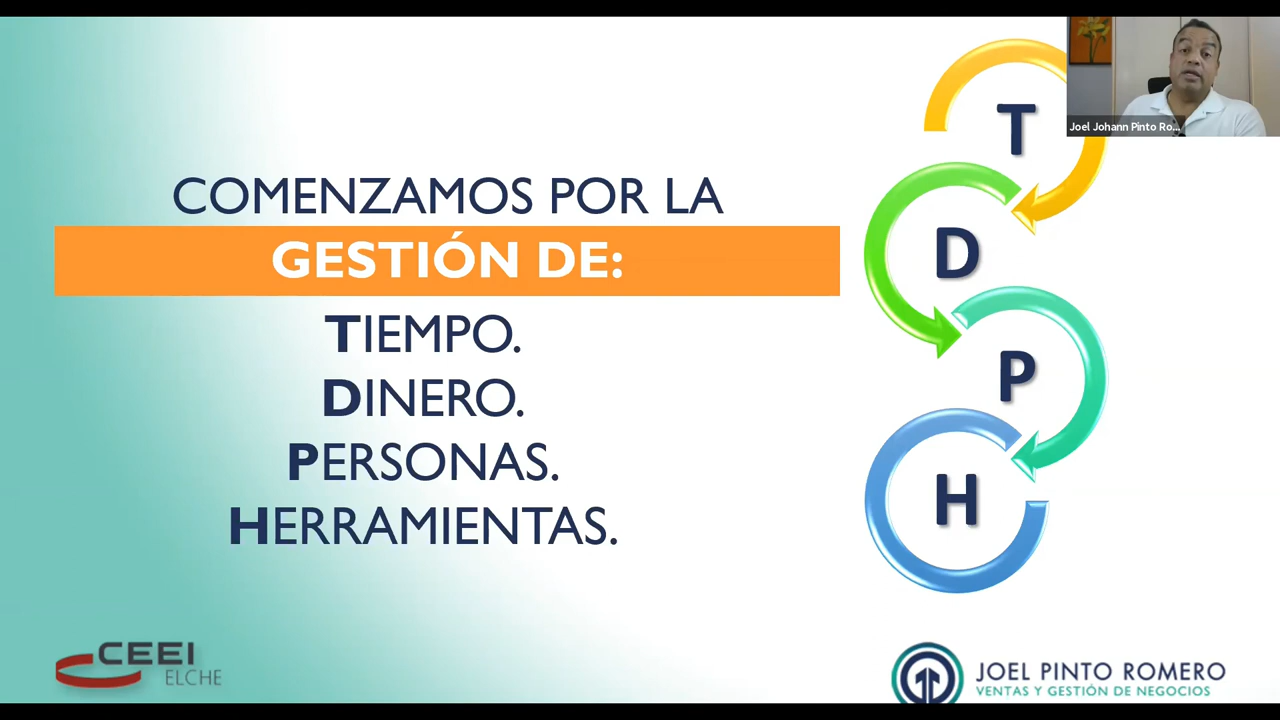 COMENZAMOS POR LA
GESTIÓN DE:
TIEMPO.
DINERO.
PERSONAS.
HERRAMIENTAS.
T
D
P
H
Joel Johann Pinto Ro...
CEEI
ELCHE
JOEL PINTO ROMERO
VENTAS Y GESTIÓN DE NEGOCIOS